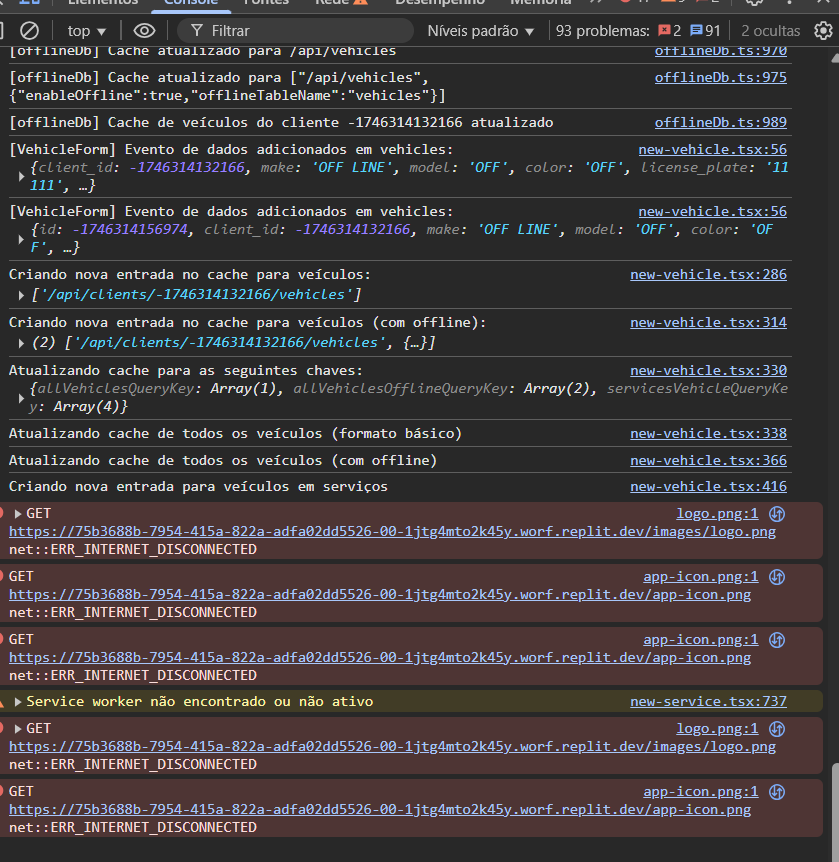 Elementos Console Fontes Rede Desempenho Memória
top ▼ Filtrar Níveis padrão ▼ 93 problemas: 2 91 2 ocultas
[offlineDb] Cache atualizado para /api/vehicles offlineDb.ts:970
[offlineDb] Cache atualizado para ["/api/vehicles", offlineDb.ts:975
{"enableOffline":true,"offlineTableName":"vehicles"}]
[offlineDb] Cache de veículos do cliente -1746314132166 atualizado offlineDb.ts:989
[VehicleForm] Evento de dados adicionados em vehicles: new-vehicle.tsx:56
{client_id: -1746314132166, make: 'OFF LINE', model: 'OFF', color: 'OFF', license_plate: '11
111', …}
[VehicleForm] Evento de dados adicionados em vehicles: new-vehicle.tsx:56
{id: -1746314156974, client_id: -1746314132166, make: 'OFF LINE', model: 'OFF', color: 'OF
F', …}
Criando nova entrada no cache para veículos: new-vehicle.tsx:286
▶ ['/api/clients/-1746314132166/vehicles']
Criando nova entrada no cache para veículos (com offline): new-vehicle.tsx:314
▶ (2) ['/api/clients/-1746314132166/vehicles', {…}]
Atualizando cache para as seguintes chaves: new-vehicle.tsx:330
{allVehiclesQueryKey: Array(1), allVehiclesOfflineQueryKey: Array(2), servicesVehicleQueryKe
y: Array(4)}
Atualizando cache de todos os veículos (formato básico) new-vehicle.tsx:338
Atualizando cache de todos os veículos (com offline) new-vehicle.tsx:366
Criando nova entrada para veículos em serviços new-vehicle.tsx:416
▶ GET logo.png:1
https://75b3688b-7954-415a-822a-adfa02dd5526-00-1jtg4mto2k45y.worf.replit.dev/images/logo.png
net::ERR_INTERNET_DISCONNECTED
GET app-icon.png:1
https://75b3688b-7954-415a-822a-adfa02dd5526-00-1jtg4mto2k45y.worf.replit.dev/app-icon.png
net::ERR_INTERNET_DISCONNECTED
GET app-icon.png:1
https://75b3688b-7954-415a-822a-adfa02dd5526-00-1jtg4mto2k45y.worf.replit.dev/app-icon.png
net::ERR_INTERNET_DISCONNECTED
▶ Service worker não encontrado ou não ativo new-service.tsx:737
▶ GET logo.png:1
https://75b3688b-7954-415a-822a-adfa02dd5526-00-1jtg4mto2k45y.worf.replit.dev/images/logo.png
net::ERR_INTERNET_DISCONNECTED
GET app-icon.png:1
https://75b3688b-7954-415a-822a-adfa02dd5526-00-1jtg4mto2k45y.worf.replit.dev/app-icon.png
net::ERR_INTERNET_DISCONNECTED